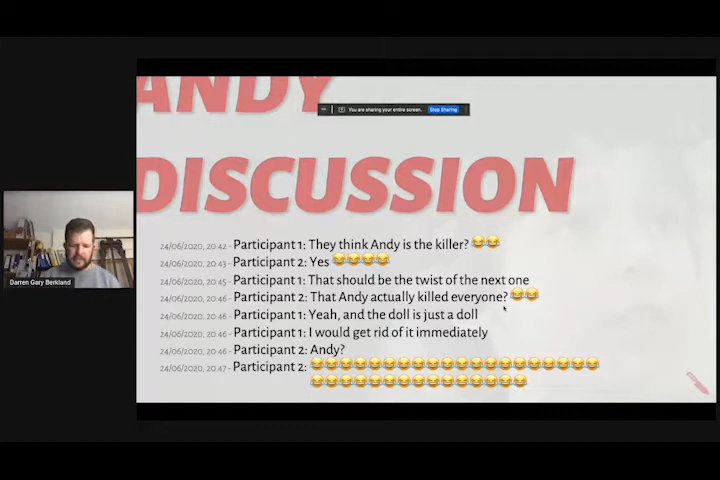 ANDY
You are sharing your entire screen.
Stop Sharing
DISCUSSION
24/06/2020, 20:42 - Participant 1: They think Andy is the killer? 😂😂
24/06/2020, 20:43 - Participant 2: Yes 😂😂😂😂
24/06/2020, 20:45 - Participant 1: That should be the twist of the next one
24/06/2020, 20:46 - Participant 2: That Andy actually killed everyone? 😂😂
24/06/2020, 20:46 - Participant 1: Yeah, and the doll is just a doll
24/06/2020, 20:46 - Participant 1: I would get rid of it immediately
24/06/2020, 20:46 - Participant 2: Andy?
24/06/2020, 20:47 - Participant 2: 😂😂😂😂😂😂😂😂😂😂😂😂😂😂😂😂😂😂😂😂
😂😂😂😂😂😂😂😂😂😂😂😂😂😂😂
Darren Gary Berkland